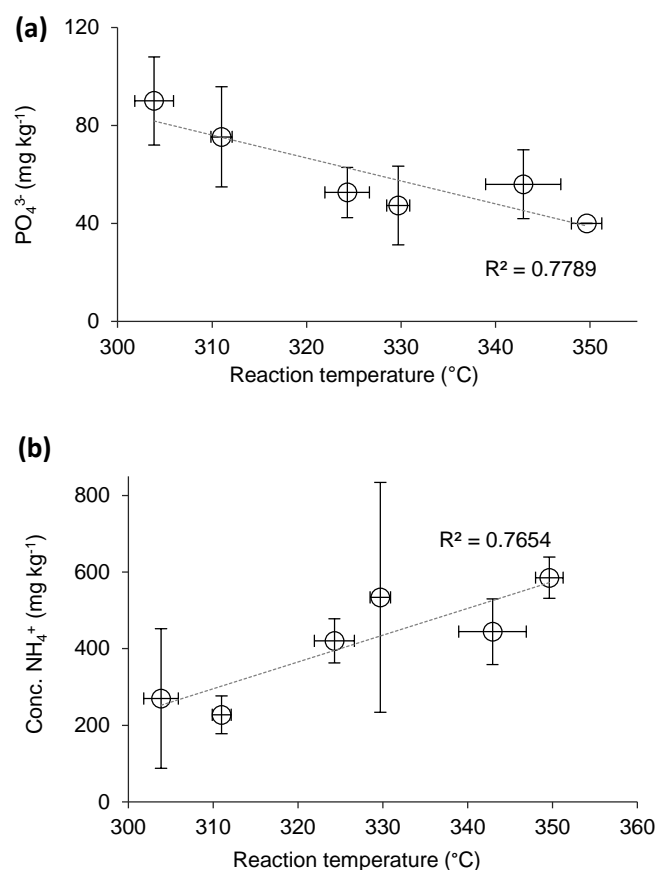 (a)
120
80
40
0
PO₄³⁻ (mg kg⁻¹)
R² = 0.7789
300 310 320 330 340 350
Reaction temperature (°C)
(b)
800
600
400
200
0
Conc. NH₄⁺ (mg kg⁻¹)
R² = 0.7654
300 310 320 330 340 350 360
Reaction temperature (°C)